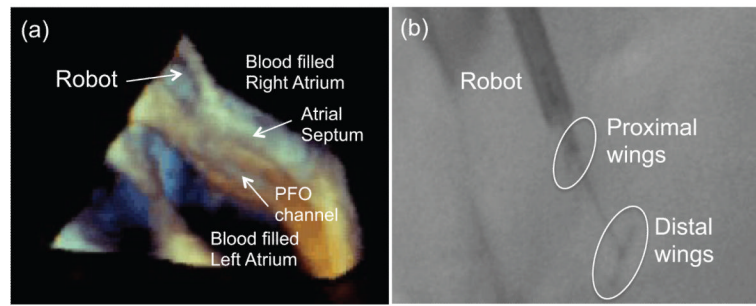 (a)
Robot
Blood filled
Right Atrium
Atrial
Septum
PFO
channel
Blood filled
Left Atrium
(b)
Robot
Proximal
wings
Distal
wings